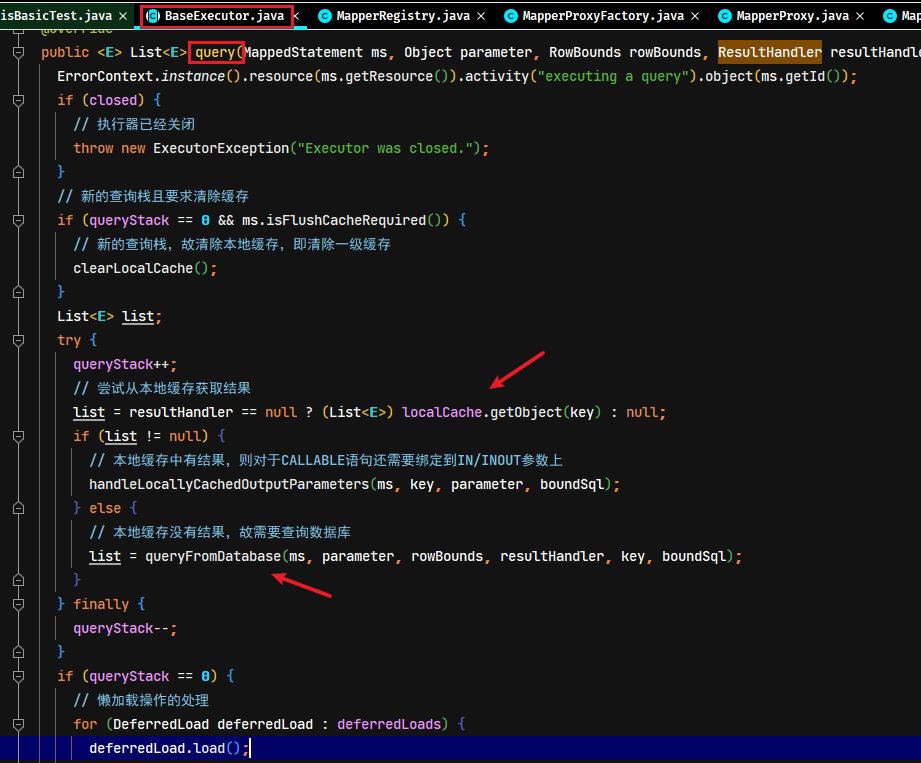 isBasicTest.java × BaseExecutor.java × MapperRegistry.java × MapperProxyFactory.java × MapperProxy.java × Map
@Override
public <E> List<E> query(MappedStatement ms, Object parameter, RowBounds rowBounds, ResultHandler resultHandle
ErrorContext.instance().resource(ms.getResource()).activity("executing a query").object(ms.getId());
if (closed) {
// 执行器已经关闭
throw new ExecutorException("Executor was closed.");
}
// 新的查询栈且要求清除缓存
if (queryStack == 0 && ms.isFlushCacheRequired()) {
// 新的查询栈，故清除本地缓存，即清除一级缓存
clearLocalCache();
}
List<E> list;
try {
queryStack++;
// 尝试从本地缓存获取结果
list = resultHandler == null ? (List<E>) localCache.getObject(key) : null;
if (list != null) {
// 本地缓存中有结果，则对于CALLABLE语句还需要绑定到IN/INOUT参数上
handleLocallyCachedOutputParameters(ms, key, parameter, boundSql);
} else {
// 本地缓存没有结果，故需要查询数据库
list = queryFromDatabase(ms, parameter, rowBounds, resultHandler, key, boundSql);
}
} finally {
queryStack--;
}
if (queryStack == 0) {
// 懒加载操作的处理
for (DeferredLoad deferredLoad : deferredLoads) {
deferredLoad.load();